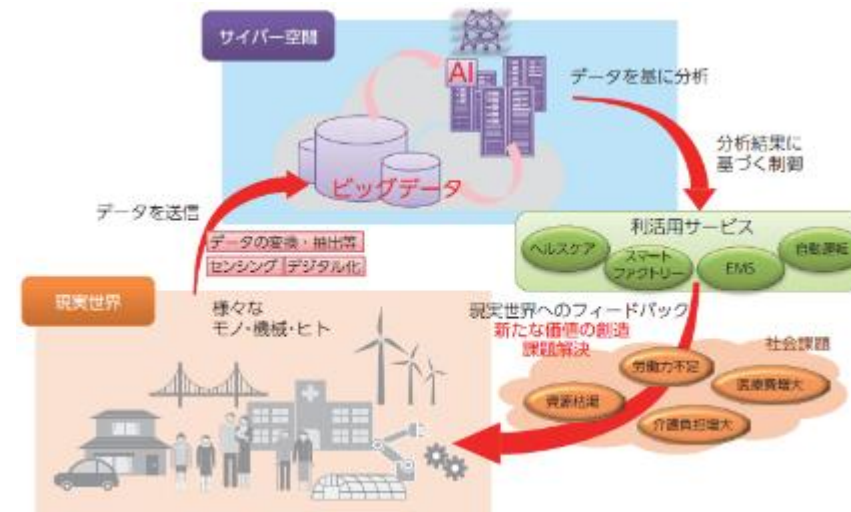 サイバー空間
AI
データを基に分析
分析結果に
基づく制御
ビッグデータ
データを送信
データの変換・抽出等
センシング
デジタル化
利活用サービス
ヘルスケア
スマート
ファクトリー
EMS
自動運転
現実世界
様々な
モノ・機械・ヒト
現実世界へのフィードバック
新たな価値の創造
課題解決
社会課題
労働力不足
医療費増大
資源枯渇
介護負担増大